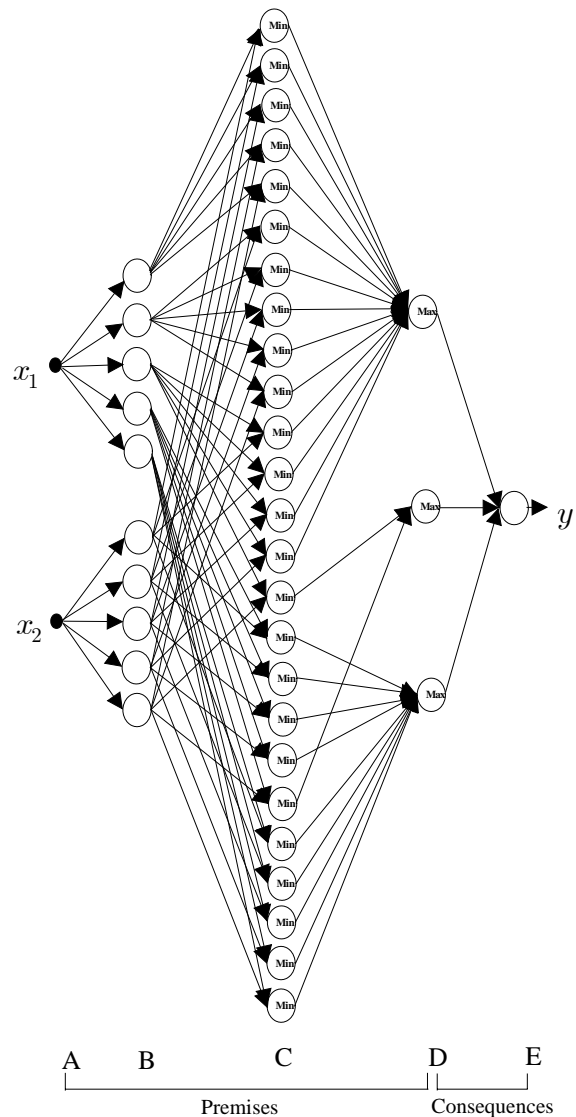 Min
Min
Min
Min
Min
Min
Min
Min Max
Min
x₁
Min
Min
Min
Min Max y
Min
Min
x₂ Min
Min
Max
Min
Min
Min
Min
Min
Min
Min
Min
A B C D E
Premises Consequences